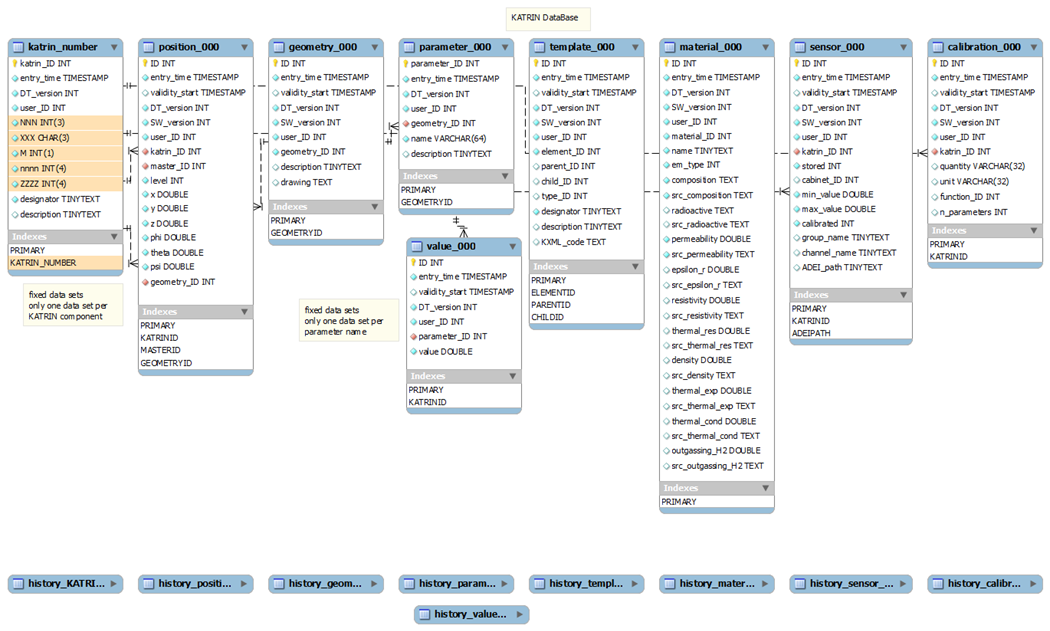 KATRIN DataBase
katrin_number
katrin_ID INT
entry_time TIMESTAMP
DT_version INT
user_ID INT
NNN INT(3)
XXX CHAR(3)
M INT(1)
nnnn INT(4)
ZZZZ INT(4)
designator TINYTEXT
description TINYTEXT
Indexes
PRIMARY
KATRIN_NUMBER
fixed data sets
only one data set per
KATRIN component
position_000
ID INT
entry_time TIMESTAMP
validity_start TIMESTAMP
DT_version INT
SW_version INT
user_ID INT
katrin_ID INT
master_ID INT
level INT
x DOUBLE
y DOUBLE
z DOUBLE
phi DOUBLE
theta DOUBLE
psi DOUBLE
geometry_ID INT
Indexes
PRIMARY
KATRINID
MASTERID
GEOMETRYID
geometry_000
ID INT
entry_time TIMESTAMP
validity_start TIMESTAMP
DT_version INT
SW_version INT
user_ID INT
geometry_ID INT
description TINYTEXT
drawing TEXT
Indexes
PRIMARY
GEOMETRYID
fixed data sets
only one data set per
parameter name
parameter_000
parameter_ID INT
entry_time TIMESTAMP
DT_version INT
user_ID INT
geometry_ID INT
name VARCHAR(64)
description TINYTEXT
Indexes
PRIMARY
GEOMETRYID
value_000
ID INT
entry_time TIMESTAMP
validity_start TIMESTAMP
DT_version INT
user_ID INT
parameter_ID INT
value DOUBLE
Indexes
PRIMARY
KATRINID
template_000
ID INT
entry_time TIMESTAMP
validity_start TIMESTAMP
DT_version INT
SW_version INT
user_ID INT
element_ID INT
parent_ID INT
child_ID INT
type_ID INT
designator TINYTEXT
description TINYTEXT
KXML_code TEXT
Indexes
PRIMARY
ELEMENTID
PARENTID
CHILDID
material_000
ID INT
entry_time TIMESTAMP
DT_version INT
SW_version INT
user_ID INT
material_ID INT
name TINYTEXT
em_type INT
composition TEXT
src_composition TEXT
radioactive TEXT
src_radioactive TEXT
permeability DOUBLE
src_permeability TEXT
epsilon_r DOUBLE
src_epsilon_r TEXT
resistivity DOUBLE
src_resistivity TEXT
thermal_res DOUBLE
src_thermal_res TEXT
density DOUBLE
src_density TEXT
thermal_exp DOUBLE
src_thermal_exp TEXT
thermal_cond DOUBLE
src_thermal_cond TEXT
outgassing_H2 DOUBLE
src_outgassing_H2 TEXT
Indexes
PRIMARY
sensor_000
ID INT
entry_time TIMESTAMP
validity_start TIMESTAMP
DT_version INT
SW_version INT
user_ID INT
katrin_ID INT
stored INT
cabinet_ID INT
min_value DOUBLE
max_value DOUBLE
calibrated INT
group_name TINYTEXT
channel_name TINYTEXT
ADEI_path TINYTEXT
Indexes
PRIMARY
KATRINID
ADEIPATH
calibration_000
ID INT
entry_time TIMESTAMP
validity_start TIMESTAMP
DT_version INT
SW_version INT
user_ID INT
katrin_ID INT
quantity VARCHAR(32)
unit VARCHAR(32)
function_ID INT
n_parameters INT
Indexes
PRIMARY
KATRINID
history_KATRI...
history_positi...
history_geom...
history_param...
history_templ...
history_mater...
history_sensor_...
history_calibr...
history_value...